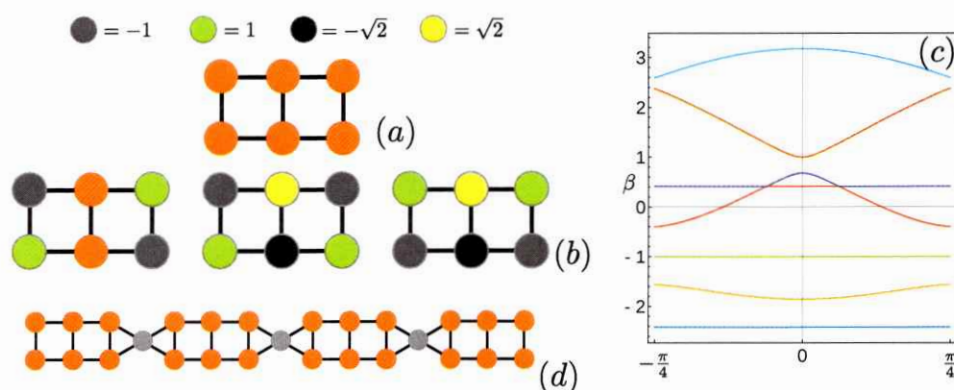 = −1 = 1 = −√2 = √2
(a)
(b)
(d)
(c)
3
2
1
β
0
- 1
- 2
−π/4 0 π/4